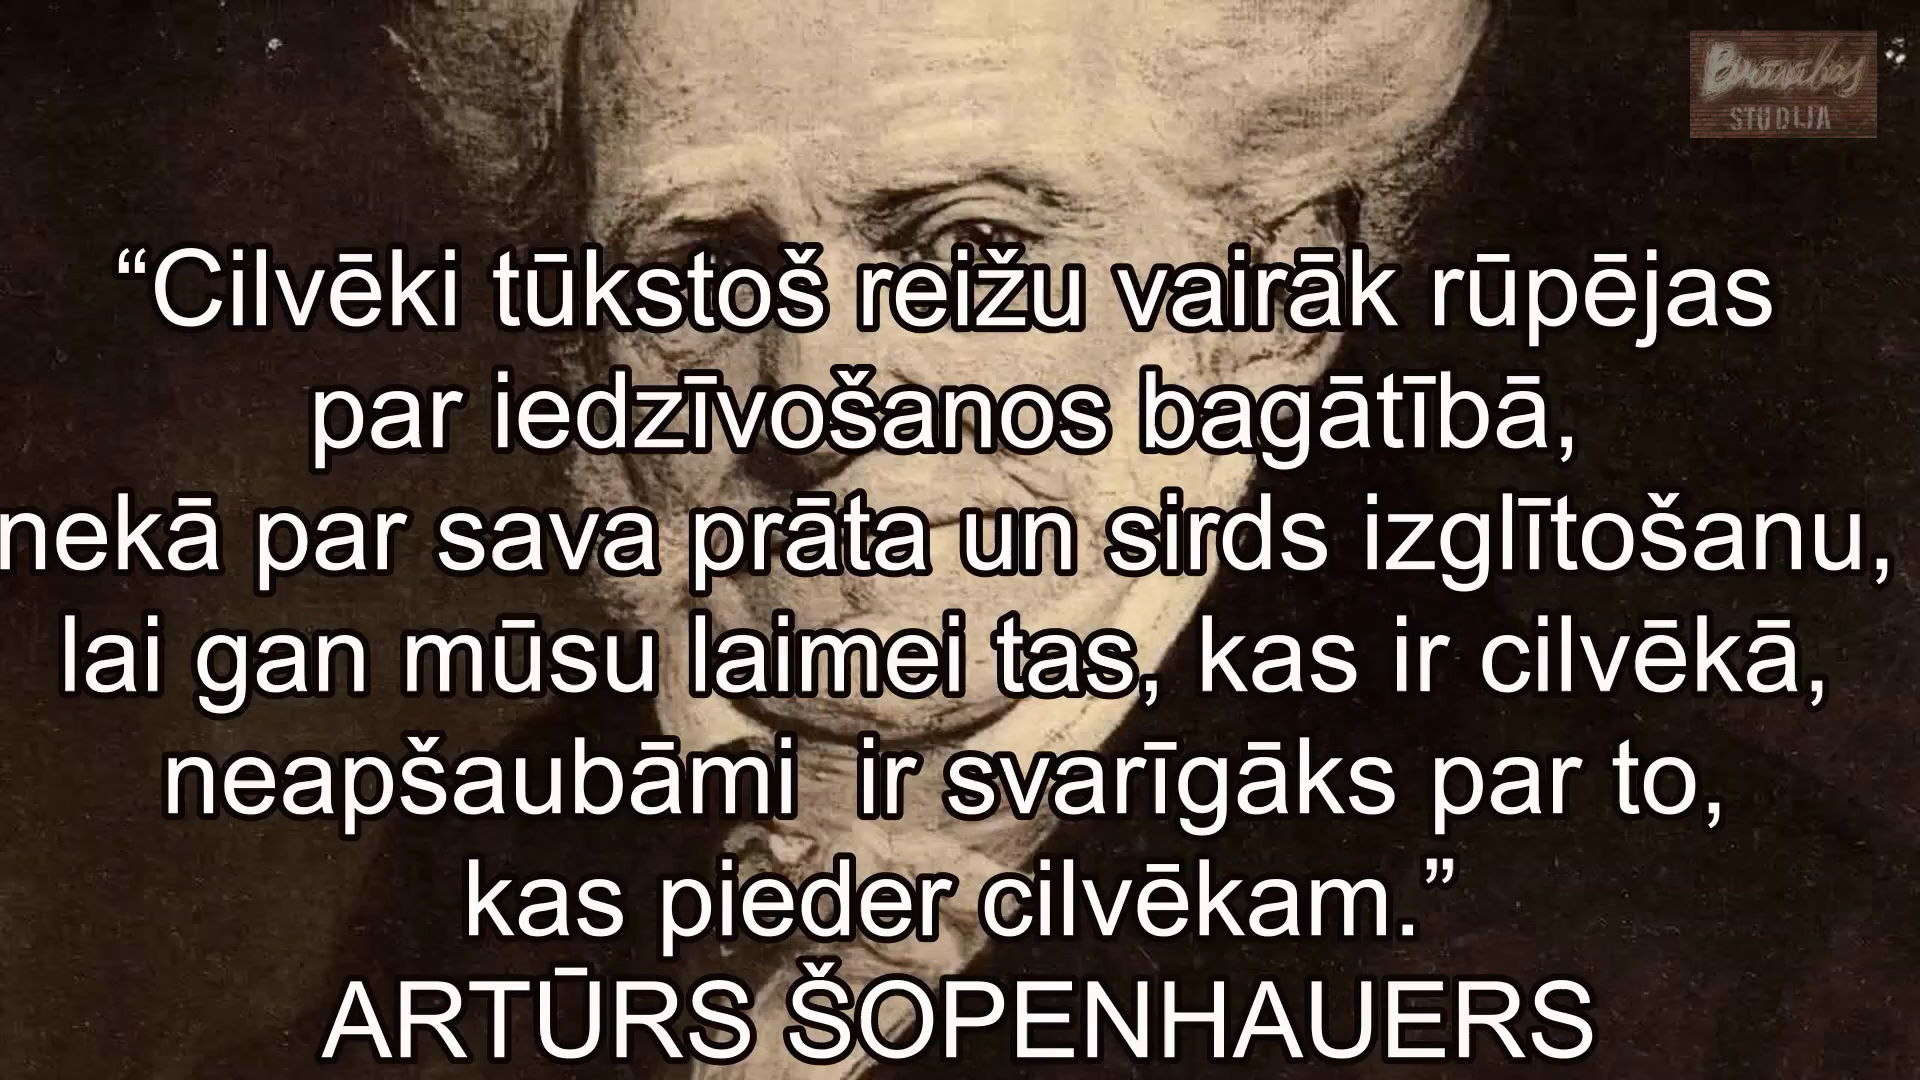 Brīvības
STUDIJA
“Cilvēki tūkstoš reižu vairāk rūpējas
par iedzīvošanos bagātībā,
nekā par sava prāta un sirds izglītošanu,
lai gan mūsu laimei tas, kas ir cilvēkā,
neapšaubāmi  ir svarīgāks par to,
kas pieder cilvēkam.”
ARTŪRS ŠOPENHAUERS